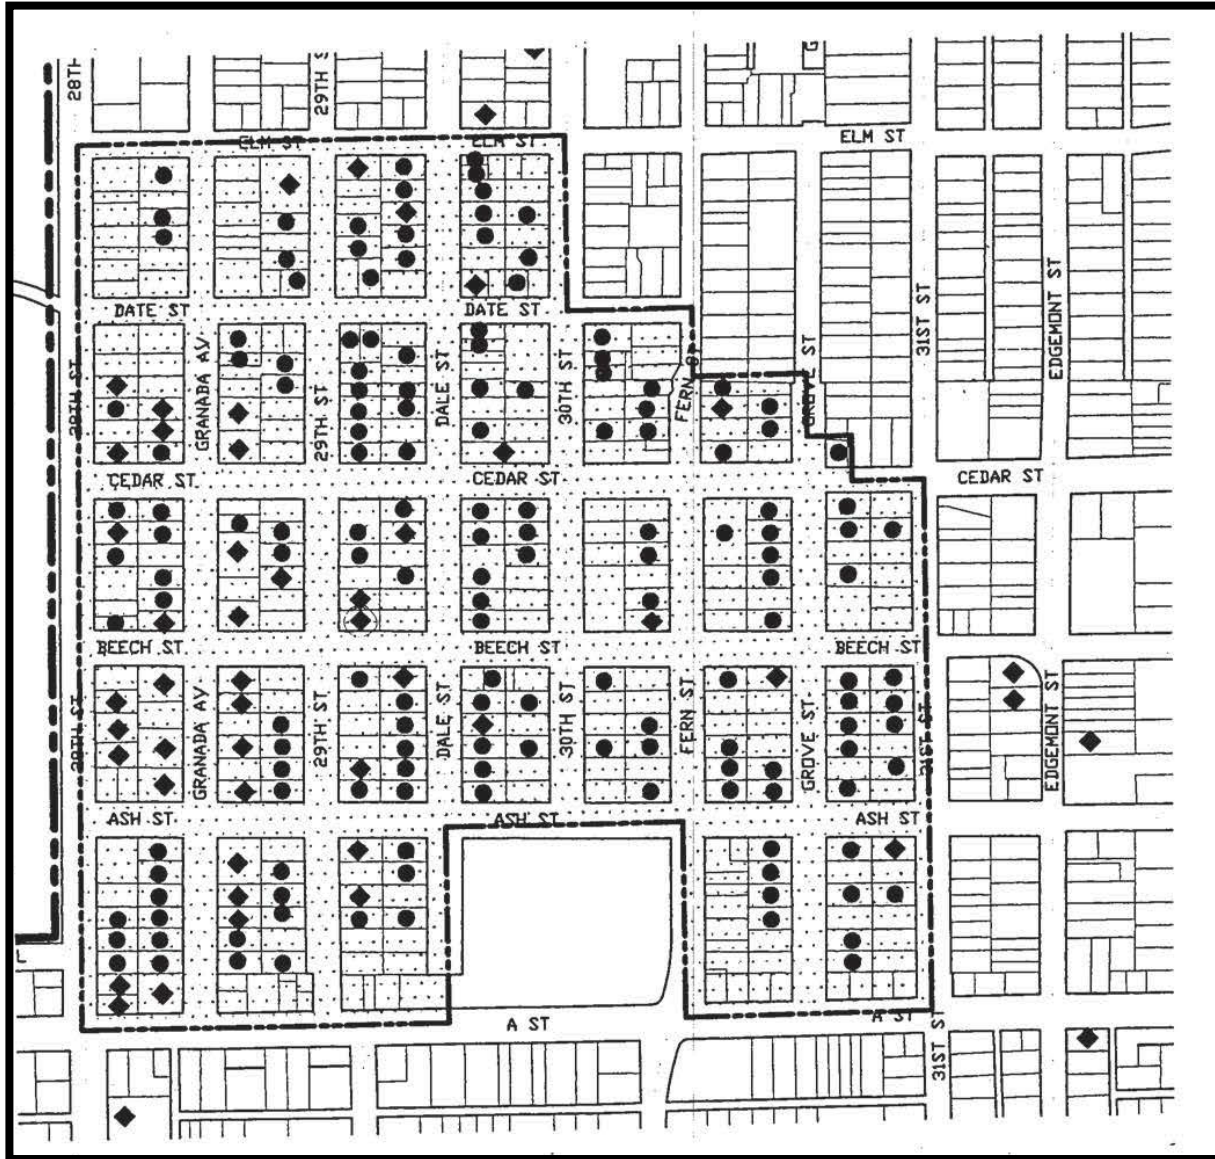 28TH
29TH S
G
ELM ST
ELM ST
ELM ST
DATE ST
DATE ST
28TH ST
GRANADA AV
29TH ST
DALE ST
30TH ST
FERN ST
GROVE ST
31ST ST
EDGEMONT ST
CEDAR ST
CEDAR ST
CEDAR ST
BEECH ST
BEECH ST
BEECH ST
28TH ST
GRANADA AV
29TH ST
DALE ST
30TH ST
FERN ST
GROVE ST
31ST ST
EDGEMONT ST
ASH ST
ASH ST
ASH ST
A ST
A ST
31ST ST